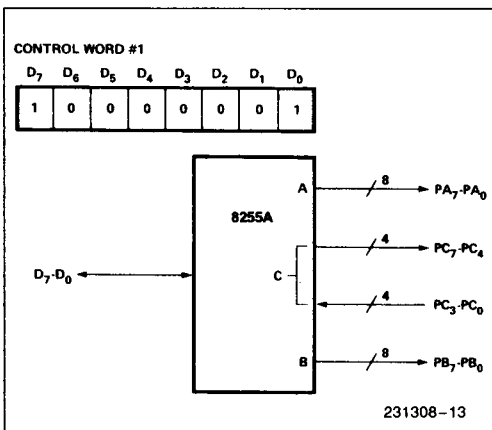 CONTROL WORD #1
D7 D6 D5 D4 D3 D2 D1 D0
1 0 0 0 0 0 0 1
A 8 PA7-PA0
8255A
4 PC7-PC4
D7-D0 C
4 PC3-PC0
B 8 PB7-PB0
231308-13